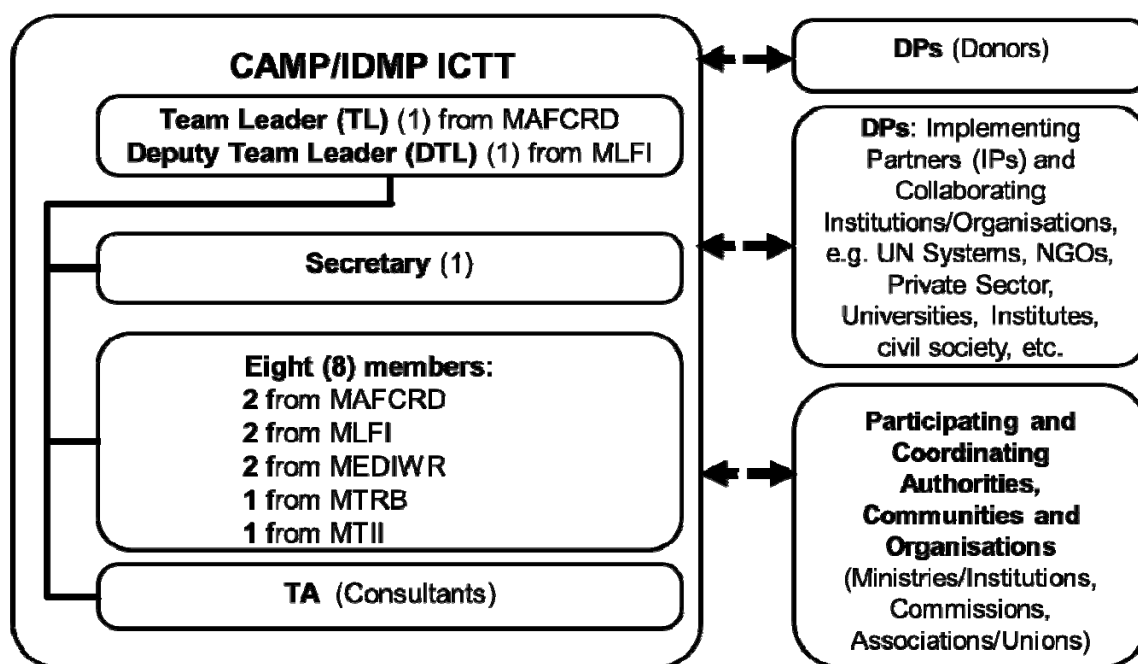 CAMP/IDMP ICTT
Team Leader (TL) (1) from MAFCRD
Deputy Team Leader (DTL) (1) from MLFI
Secretary (1)
Eight (8) members:
2 from MAFCRD
2 from MLFI
2 from MEDIWR
1 from MTRB
1 from MTII
TA (Consultants)
DPs (Donors)
DPs: Implementing
Partners (IPs) and
Collaborating
Institutions/Organisations,
e.g. UN Systems, NGOs,
Private Sector,
Universities, Institutes,
civil society, etc.
Participating and
Coordinating
Authorities,
Communities and
Organisations
(Ministries/Institutions,
Commissions,
Associations/Unions)